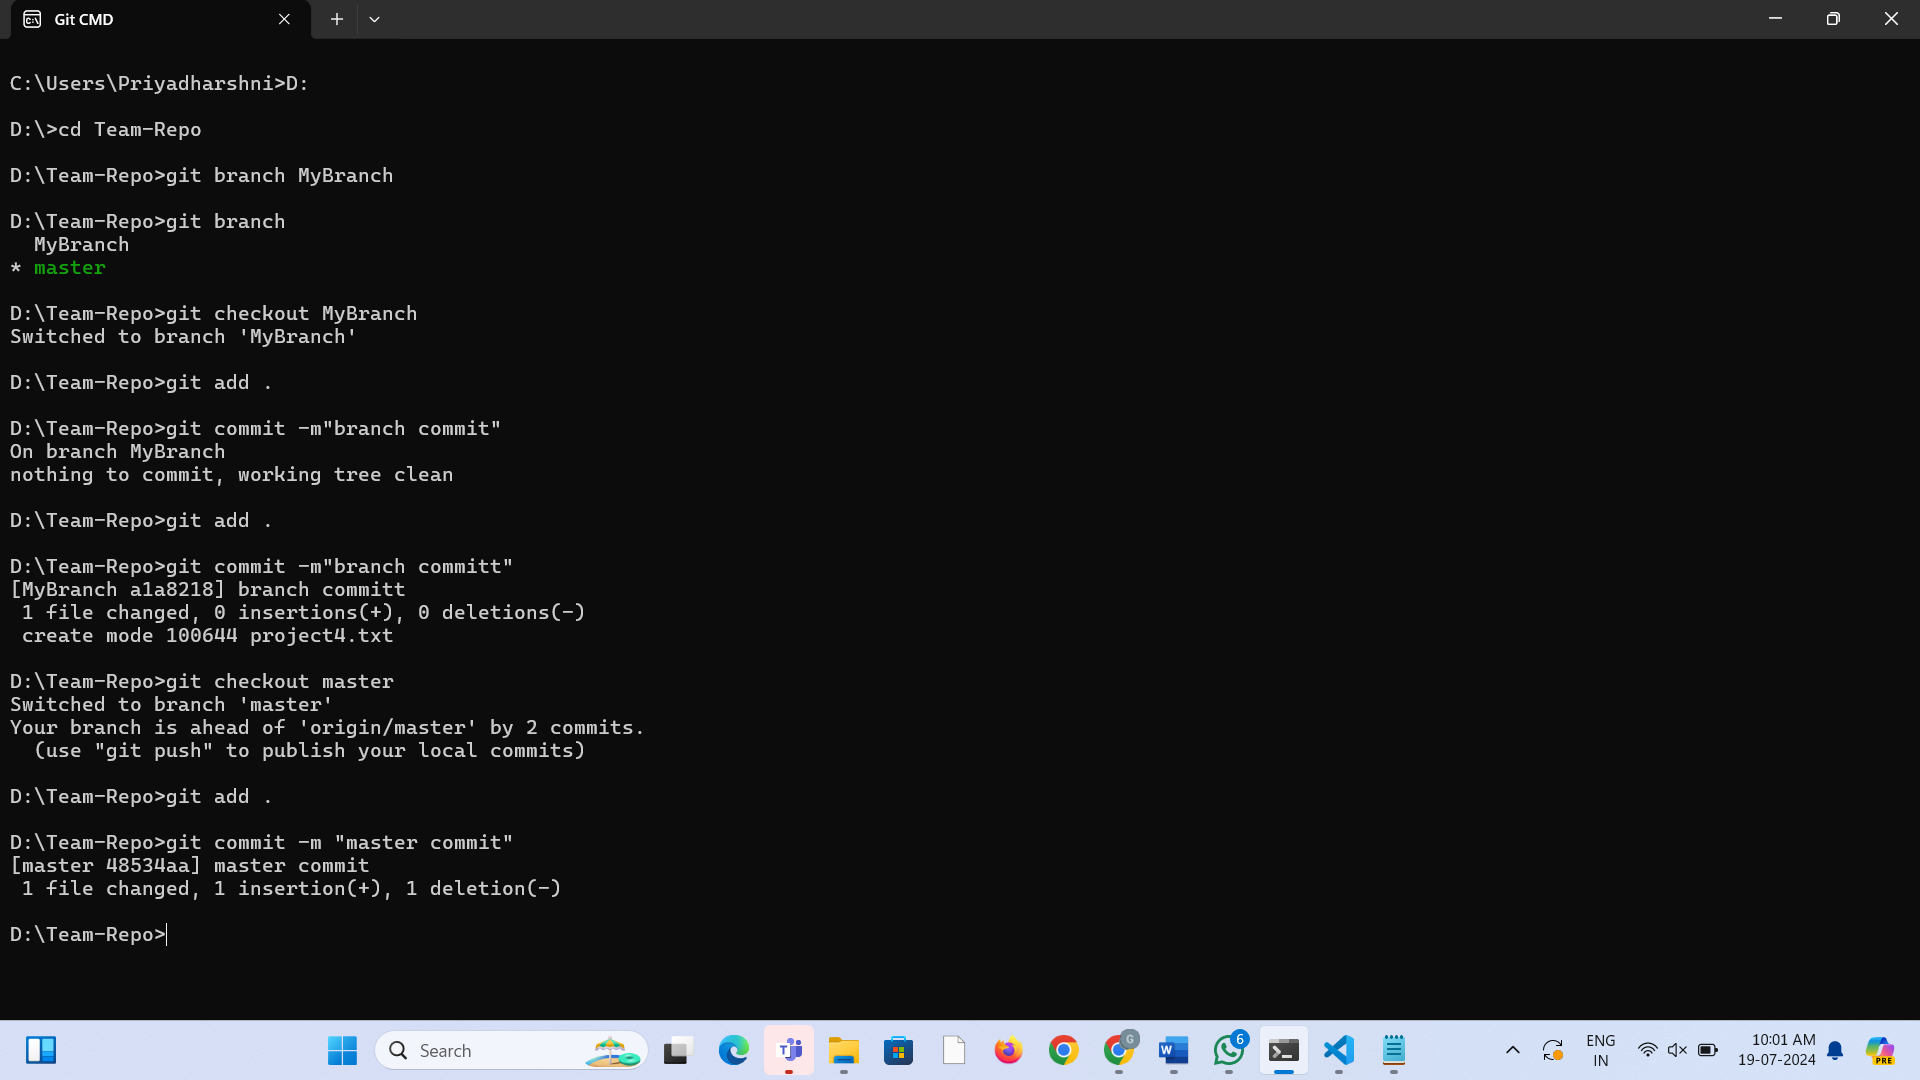 Git CMD
C:\Users\Priyadharshni>D:
D:\>cd Team-Repo
D:\Team-Repo>git branch MyBranch
D:\Team-Repo>git branch
  MyBranch
* master
D:\Team-Repo>git checkout MyBranch
Switched to branch 'MyBranch'
D:\Team-Repo>git add .
D:\Team-Repo>git commit -m"branch commit"
On branch MyBranch
nothing to commit, working tree clean
D:\Team-Repo>git add .
D:\Team-Repo>git commit -m"branch committ"
[MyBranch a1a8218] branch committ
 1 file changed, 0 insertions(+), 0 deletions(-)
 create mode 100644 project4.txt
D:\Team-Repo>git checkout master
Switched to branch 'master'
Your branch is ahead of 'origin/master' by 2 commits.
  (use "git push" to publish your local commits)
D:\Team-Repo>git add .
D:\Team-Repo>git commit -m "master commit"
[master 48534aa] master commit
 1 file changed, 1 insertion(+), 1 deletion(-)
D:\Team-Repo>
Search
G
6
ENG
IN
10:01 AM
19-07-2024
PRE